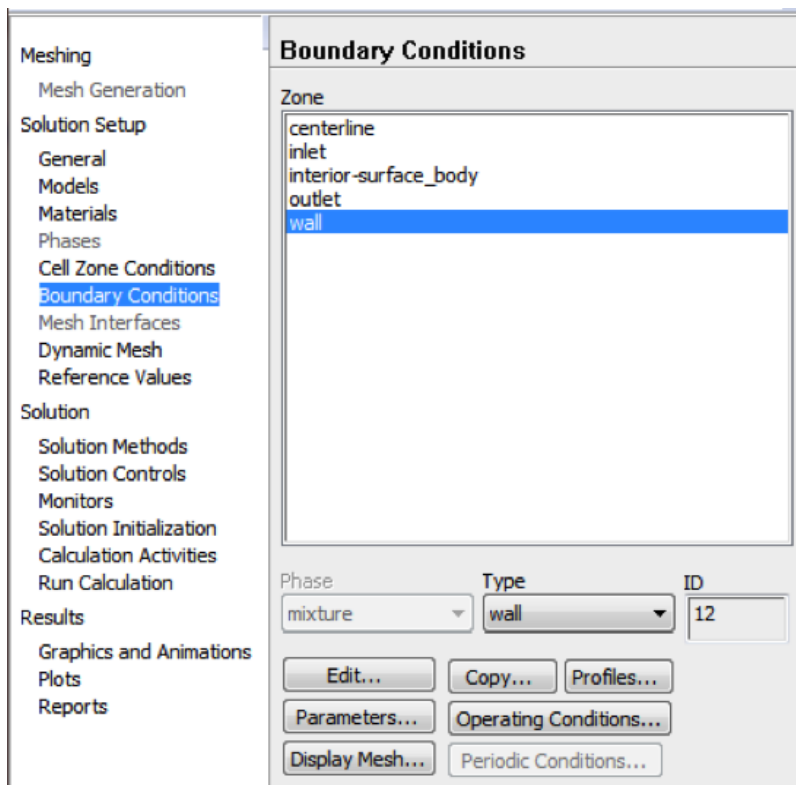 Meshing
Mesh Generation
Solution Setup
General
Models
Materials
Phases
Cell Zone Conditions
Boundary Conditions
Mesh Interfaces
Dynamic Mesh
Reference Values
Solution
Solution Methods
Solution Controls
Monitors
Solution Initialization
Calculation Activities
Run Calculation
Results
Graphics and Animations
Plots
Reports
Boundary Conditions
Zone
centerline
inlet
interior-surface_body
outlet
wall
Phase Type ID
mixture wall 12
Edit... Copy... Profiles...
Parameters... Operating Conditions...
Display Mesh... Periodic Conditions...